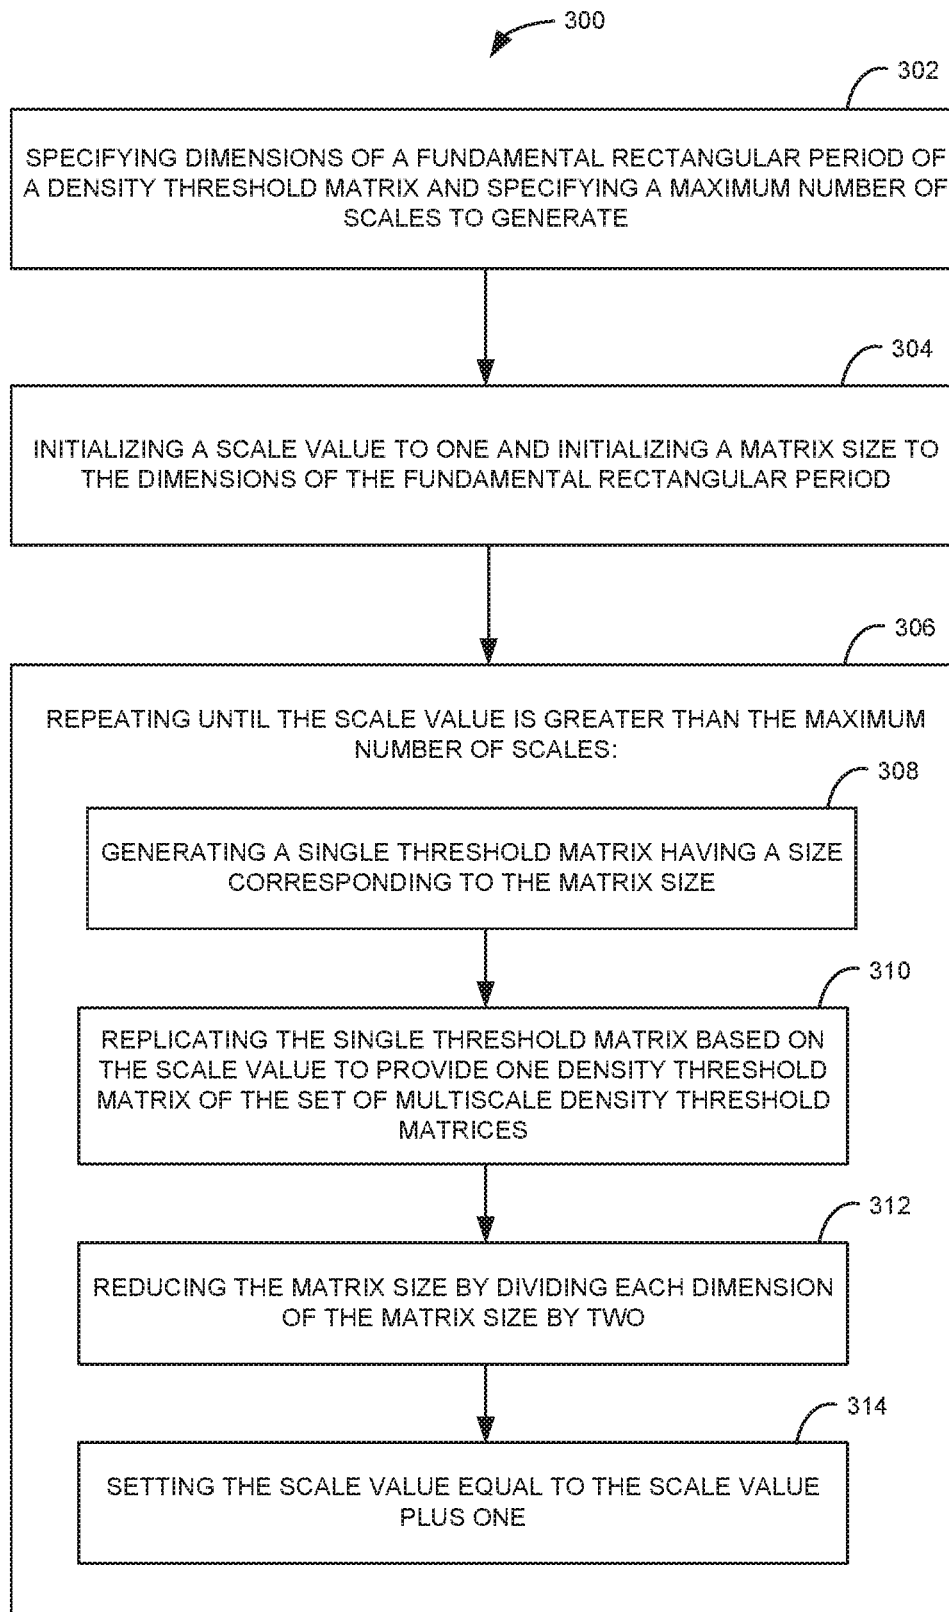 300
302
SPECIFYING DIMENSIONS OF A FUNDAMENTAL RECTANGULAR PERIOD OF
A DENSITY THRESHOLD MATRIX AND SPECIFYING A MAXIMUM NUMBER OF
SCALES TO GENERATE
304
INITIALIZING A SCALE VALUE TO ONE AND INITIALIZING A MATRIX SIZE TO
THE DIMENSIONS OF THE FUNDAMENTAL RECTANGULAR PERIOD
306
REPEATING UNTIL THE SCALE VALUE IS GREATER THAN THE MAXIMUM
NUMBER OF SCALES:
308
GENERATING A SINGLE THRESHOLD MATRIX HAVING A SIZE
CORRESPONDING TO THE MATRIX SIZE
310
REPLICATING THE SINGLE THRESHOLD MATRIX BASED ON
THE SCALE VALUE TO PROVIDE ONE DENSITY THRESHOLD
MATRIX OF THE SET OF MULTISCALE DENSITY THRESHOLD
MATRICES
312
REDUCING THE MATRIX SIZE BY DIVIDING EACH DIMENSION
OF THE MATRIX SIZE BY TWO
314
SETTING THE SCALE VALUE EQUAL TO THE SCALE VALUE
PLUS ONE